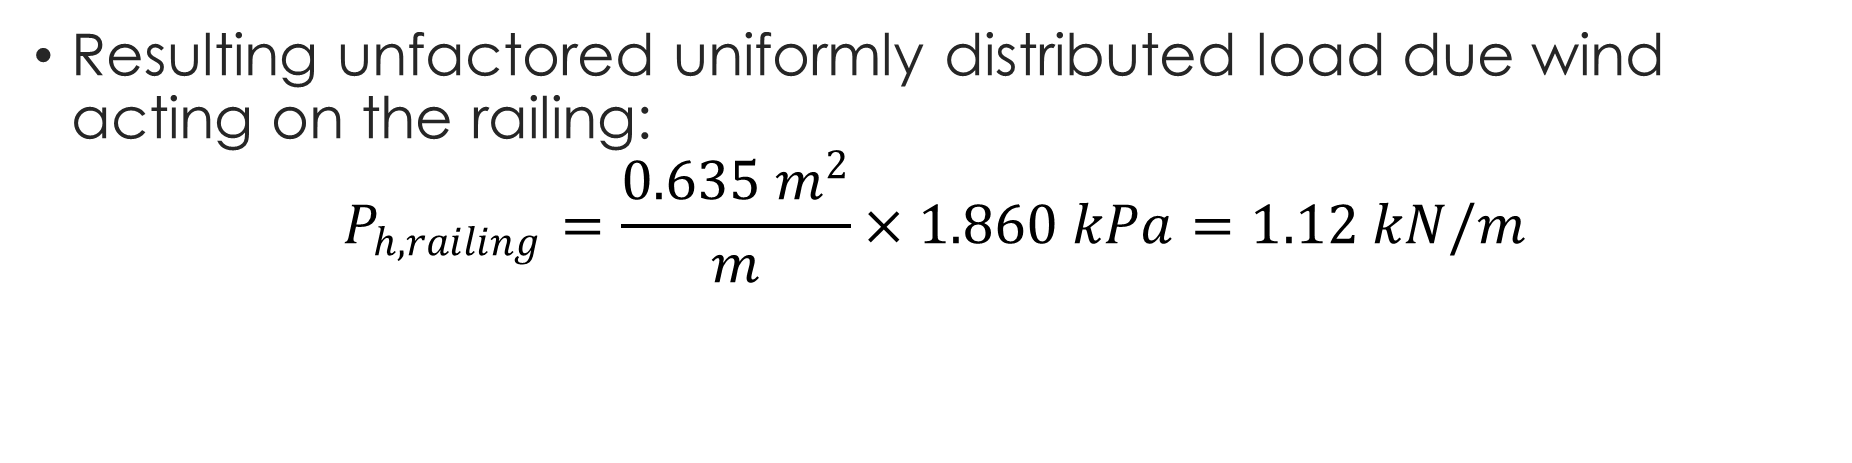 • Resulting unfactored uniformly distributed load due wind
acting on the railing:
P_{h,railing} = \frac{0.635 m^2}{m} × 1.860 kPa = 1.12 kN/m